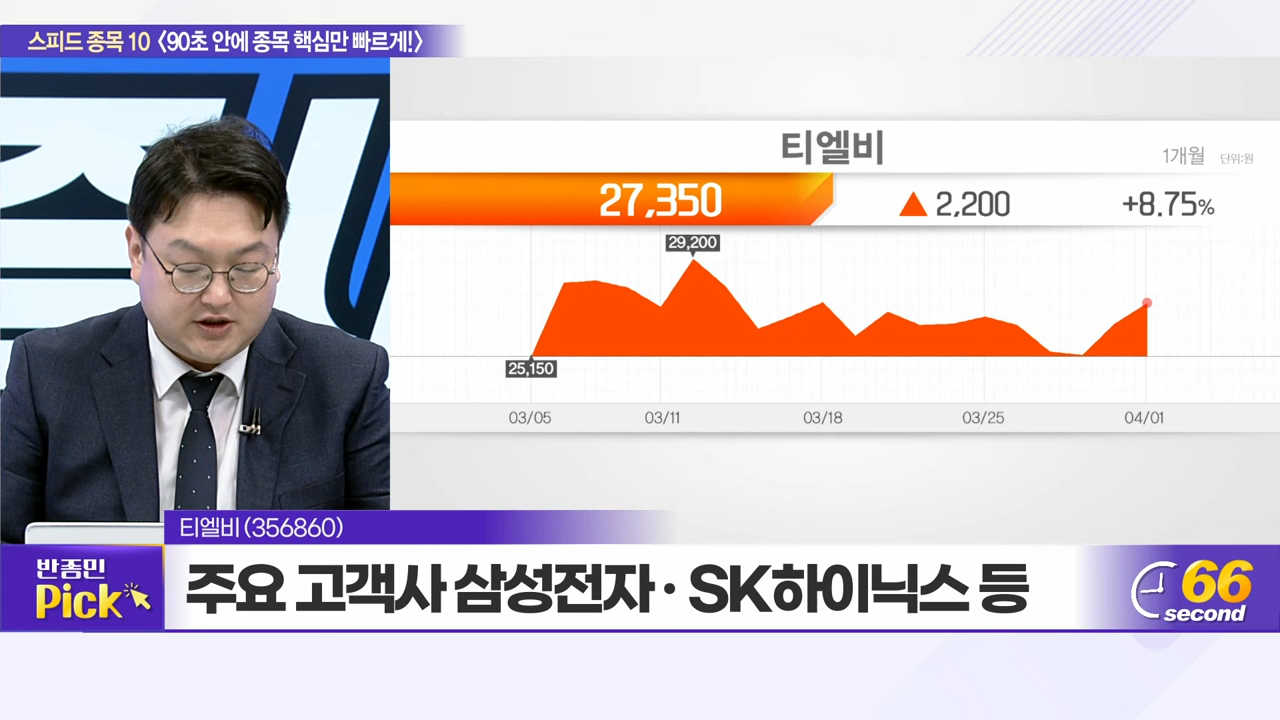 스피드 종목 10 〈90초 안에 종목 핵심만 빠르게!〉
티엘비
1개월 단위:원
27,350 ▲ 2,200 +8.75%
29,200
25,150
03/05 03/11 03/18 03/25 04/01
티엘비(356860)
반종민
Pick
주요 고객사 삼성전자· SK하이닉스 등
66
second